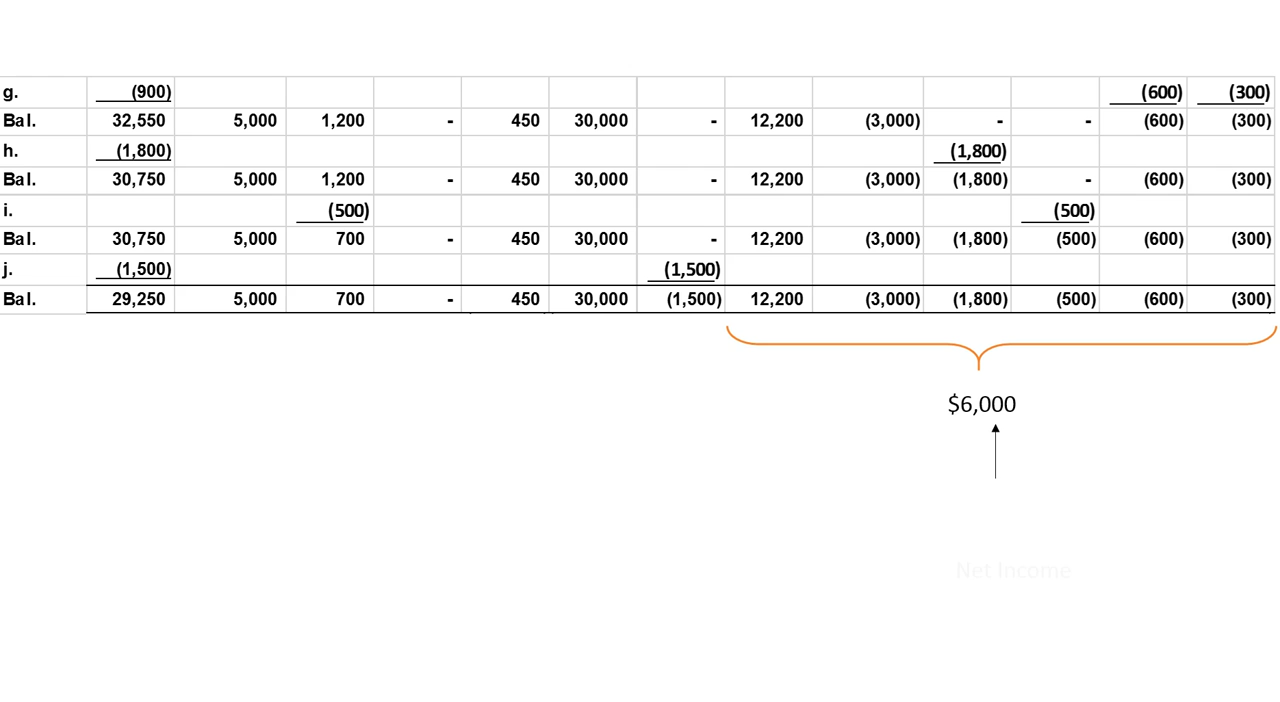 g. (900) (600) (300)
Bal. 32,550 5,000 1,200 - 450 30,000 - 12,200 (3,000) - - (600) (300)
h. (1,800) (1,800)
Bal. 30,750 5,000 1,200 - 450 30,000 - 12,200 (3,000) (1,800) - (600) (300)
i. (500) (500)
Bal. 30,750 5,000 700 - 450 30,000 - 12,200 (3,000) (1,800) (500) (600) (300)
j. (1,500) (1,500)
Bal. 29,250 5,000 700 - 450 30,000 (1,500) 12,200 (3,000) (1,800) (500) (600) (300)
$6,000
Net Income